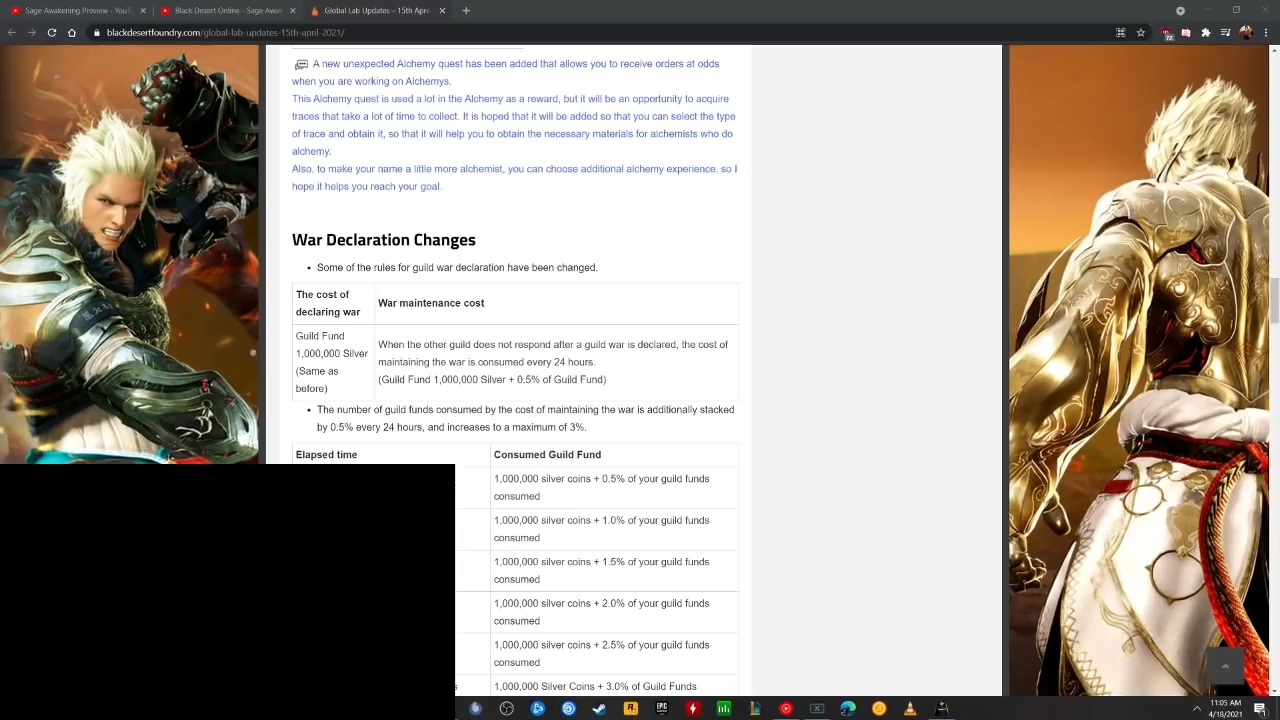 Sage Awakening Preview - YouT
Black Desert Online - Sage Awak
Global Lab Updates – 15th April
blackdesertfoundry.com/global-lab-updates-15th-april-2021/
72
A new unexpected Alchemy quest has been added that allows you to receive orders at odds
when you are working on Alchemys.
This Alchemy quest is used a lot in the Alchemy as a reward, but it will be an opportunity to acquire
traces that take a lot of time to collect. It is hoped that it will be added so that you can select the type
of trace and obtain it, so that it will help you to obtain the necessary materials for alchemists who do
alchemy.
Also, to make your name a little more alchemist, you can choose additional alchemy experience, so I
hope it helps you reach your goal.
War Declaration Changes
• Some of the rules for guild war declaration have been changed.
The cost of
declaring war
War maintenance cost
Guild Fund
1,000,000 Silver
(Same as
before)
When the other guild does not respond after a guild war is declared, the cost of
maintaining the war is consumed every 24 hours.
(Guild Fund 1,000,000 Silver + 0.5% of Guild Fund)
• The number of guild funds consumed by the cost of maintaining the war is additionally stacked
by 0.5% every 24 hours, and increases to a maximum of 3%.
Elapsed time
Consumed Guild Fund
1,000,000 silver coins + 0.5% of your guild funds
consumed
1,000,000 silver coins + 1.0% of your guild funds
consumed
1,000,000 silver coins + 1.5% of your guild funds
consumed
1,000,000 silver coins + 2.0% of your guild funds
consumed
1,000,000 silver coins + 2.5% of your guild funds
consumed
s
1,000,000 Silver Coins + 3.0% of Guild Funds
EPIC
11:05 AM
4/18/2021